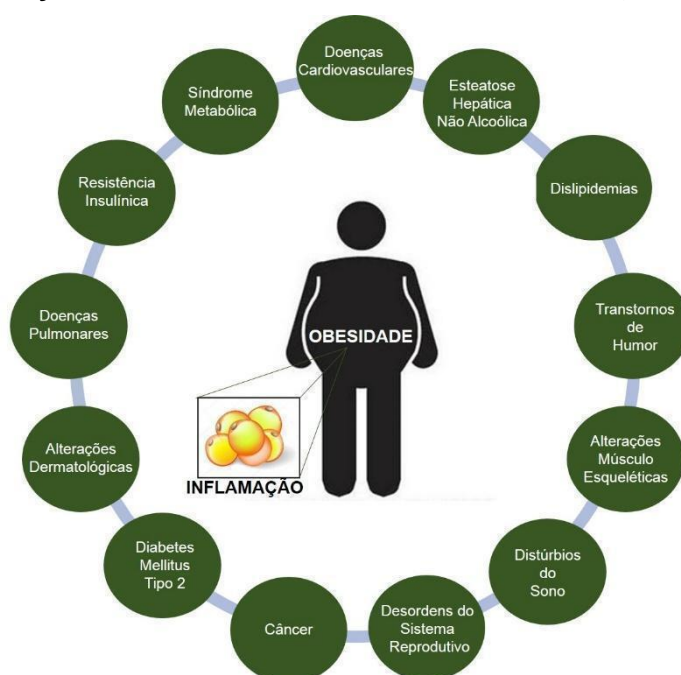 Doenças
Cardiovasculares
Esteatose
Hepática
Não Alcoólica
Dislipidemias
Transtornos
de
Humor
Alterações
Músculo
Esqueléticas
Distúrbios
do
Sono
Desordens do
Sistema
Reprodutivo
Câncer
Diabetes
Mellitus
Tipo 2
Alterações
Dermatológicas
Doenças
Pulmonares
Resistência
Insulínica
Síndrome
Metabólica
OBESIDADE
INFLAMAÇÃO